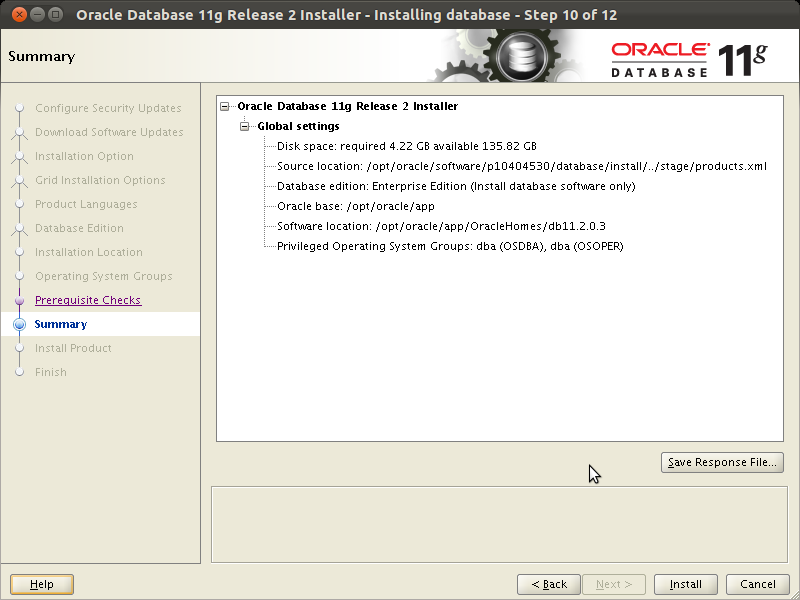 Oracle Database 11g Release 2 Installer - Installing database - Step 10 of 12
Summary
ORACLE
DATABASE
11g
Configure Security Updates
Download Software Updates
Installation Option
Grid Installation Options
Product Languages
Database Edition
Installation Location
Operating System Groups
Prerequisite Checks
Summary
Install Product
Finish
Oracle Database 11g Release 2 Installer
Global settings
Disk space: required 4.22 GB available 135.82 GB
Source location: /opt/oracle/software/p10404530/database/install/../stage/products.xml
Database edition: Enterprise Edition (Install database software only)
Oracle base: /opt/oracle/app
Software location: /opt/oracle/app/OracleHomes/db11.2.0.3
Privileged Operating System Groups: dba (OSDBA), dba (OSOPER)
Save Response File...
Help
< Back
Next >
Install
Cancel